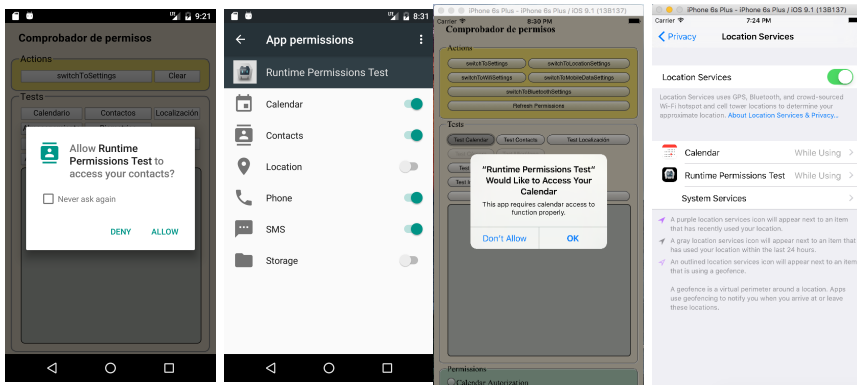 9:21
Comprobador de permisos
Actions
switchToSettings
Clear
Tests
Calendario
Contactos
Localización
Allow Runtime
Permissions Test to
access your contacts?
Never ask again
DENY
ALLOW
8:31
App permissions
Runtime Permissions Test
Calendar
Contacts
Location
Phone
SMS
Storage
iPhone 6s Plus - iPhone 6s Plus / iOS 9.1 (13B137)
Carrier
8:30 PM
Comprobador de permisos
Actions
switchToSettings
switchToLocationSettings
switchToWifiSettings
switchToMobileDataSettings
switchToBluetoothSettings
Refresh Permissions
Tests
Test Calendar
Test Contacts
Test Localización
"Runtime Permissions Test"
Would Like to Access Your
Calendar
This app requires calendar access to
function properly.
Don't Allow
OK
Permissions
Calendar Autorization
iPhone 6s Plus - iPhone 6s Plus / iOS 9.1 (13B137)
Carrier
7:24 PM
Privacy
Location Services
Location Services
Location Services uses GPS, Bluetooth, and crowd-sourced
Wi-Fi hotspot and cell tower locations to determine your
approximate location. About Location Services & Privacy...
Calendar
While Using
Runtime Permissions Test
While Using
System Services
A purple location services icon will appear next to an item
that has recently used your location.
A gray location services icon will appear next to an item that
has used your location within the last 24 hours.
An outlined location services icon will appear next to an item
that is using a geofence.
A geofence is a virtual perimeter around a location. Apps
use geofencing to notify you when you arrive at or leave
these locations.